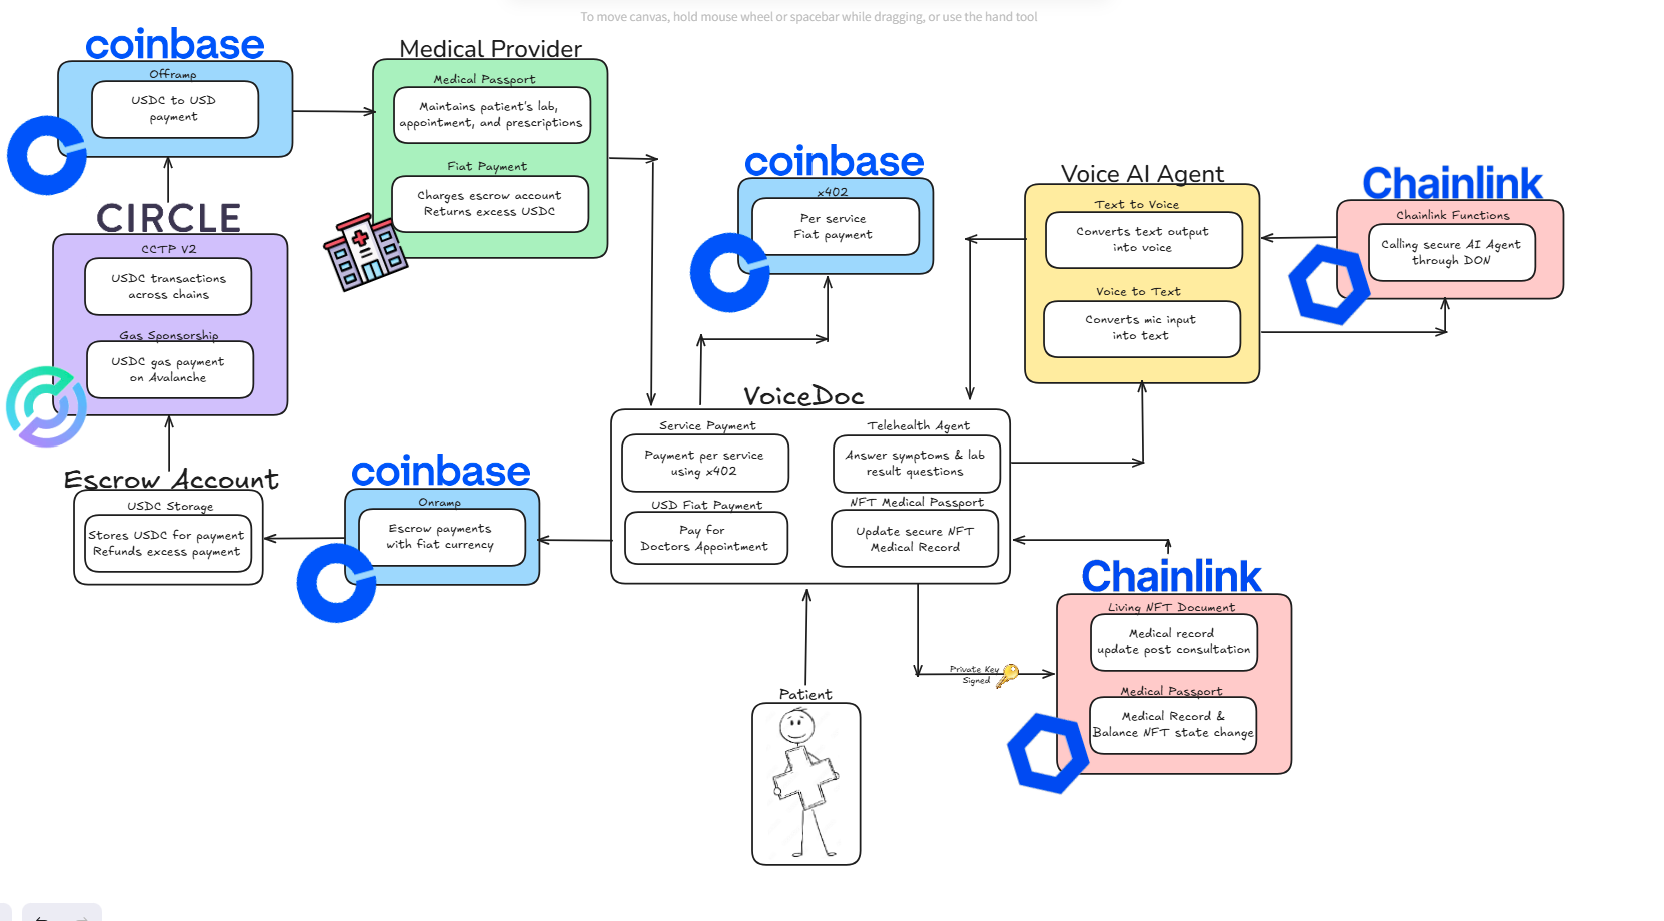 To move canvas, hold mouse wheel or spacebar while dragging, or use the hand tool
coinbase
Offramp
USDC to USD
payment
Medical Provider
Medical Passport
Maintains patient's lab,
appointment, and prescriptions
Fiat Payment
Charges escrow account
Returns excess USDC
CIRCLE
CCTP V2
USDC transactions
across chains
Gas Sponsorship
USDC gas payment
on Avalanche
coinbase
x402
Per service
Fiat payment
Voice AI Agent
Text to Voice
Converts text output
into voice
Voice to Text
Converts mic input
into text
Chainlink
Chainlink Functions
Calling secure AI Agent
through DON
Escrow Account
USDC Storage
Stores USDC for payment
Refunds excess payment
coinbase
Onramp
Escrow payments
with fiat currency
VoiceDoc
Service Payment
Payment per service
using x402
USD Fiat Payment
Pay for
Doctors Appointment
Telehealth Agent
Answer symptoms & lab
result questions
NFT Medical Passport
Update secure NFT
Medical Record
Chainlink
Living NFT Document
Medical record
update post consultation
Medical Passport
Medical Record &
Balance NFT state change
Private Key
Signed
Patient